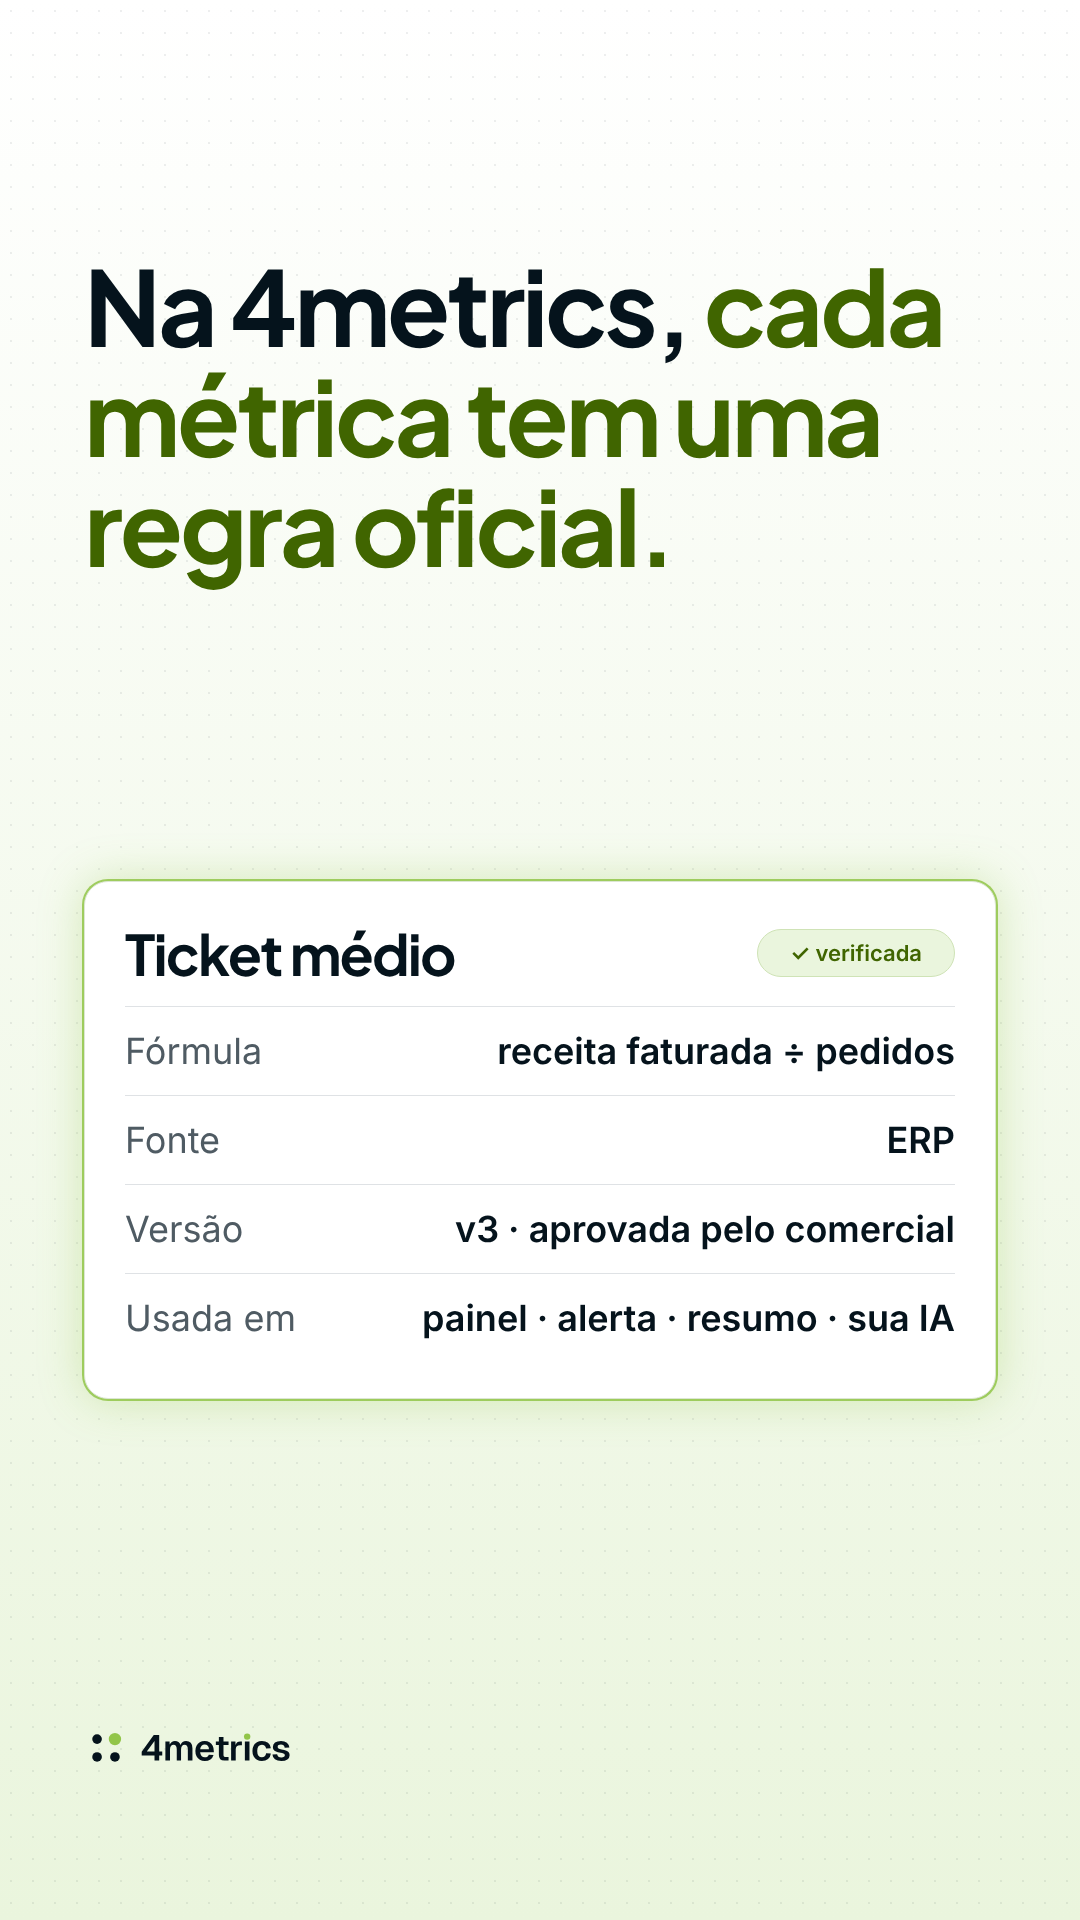 Na 4metrics, cada
métrica tem uma
regra oficial.
Ticket médio
✓ verificada
Fórmula
receita faturada ÷ pedidos
Fonte
ERP
Versão
v3 · aprovada pelo comercial
Usada em
painel · alerta · resumo · sua IA
4metrics